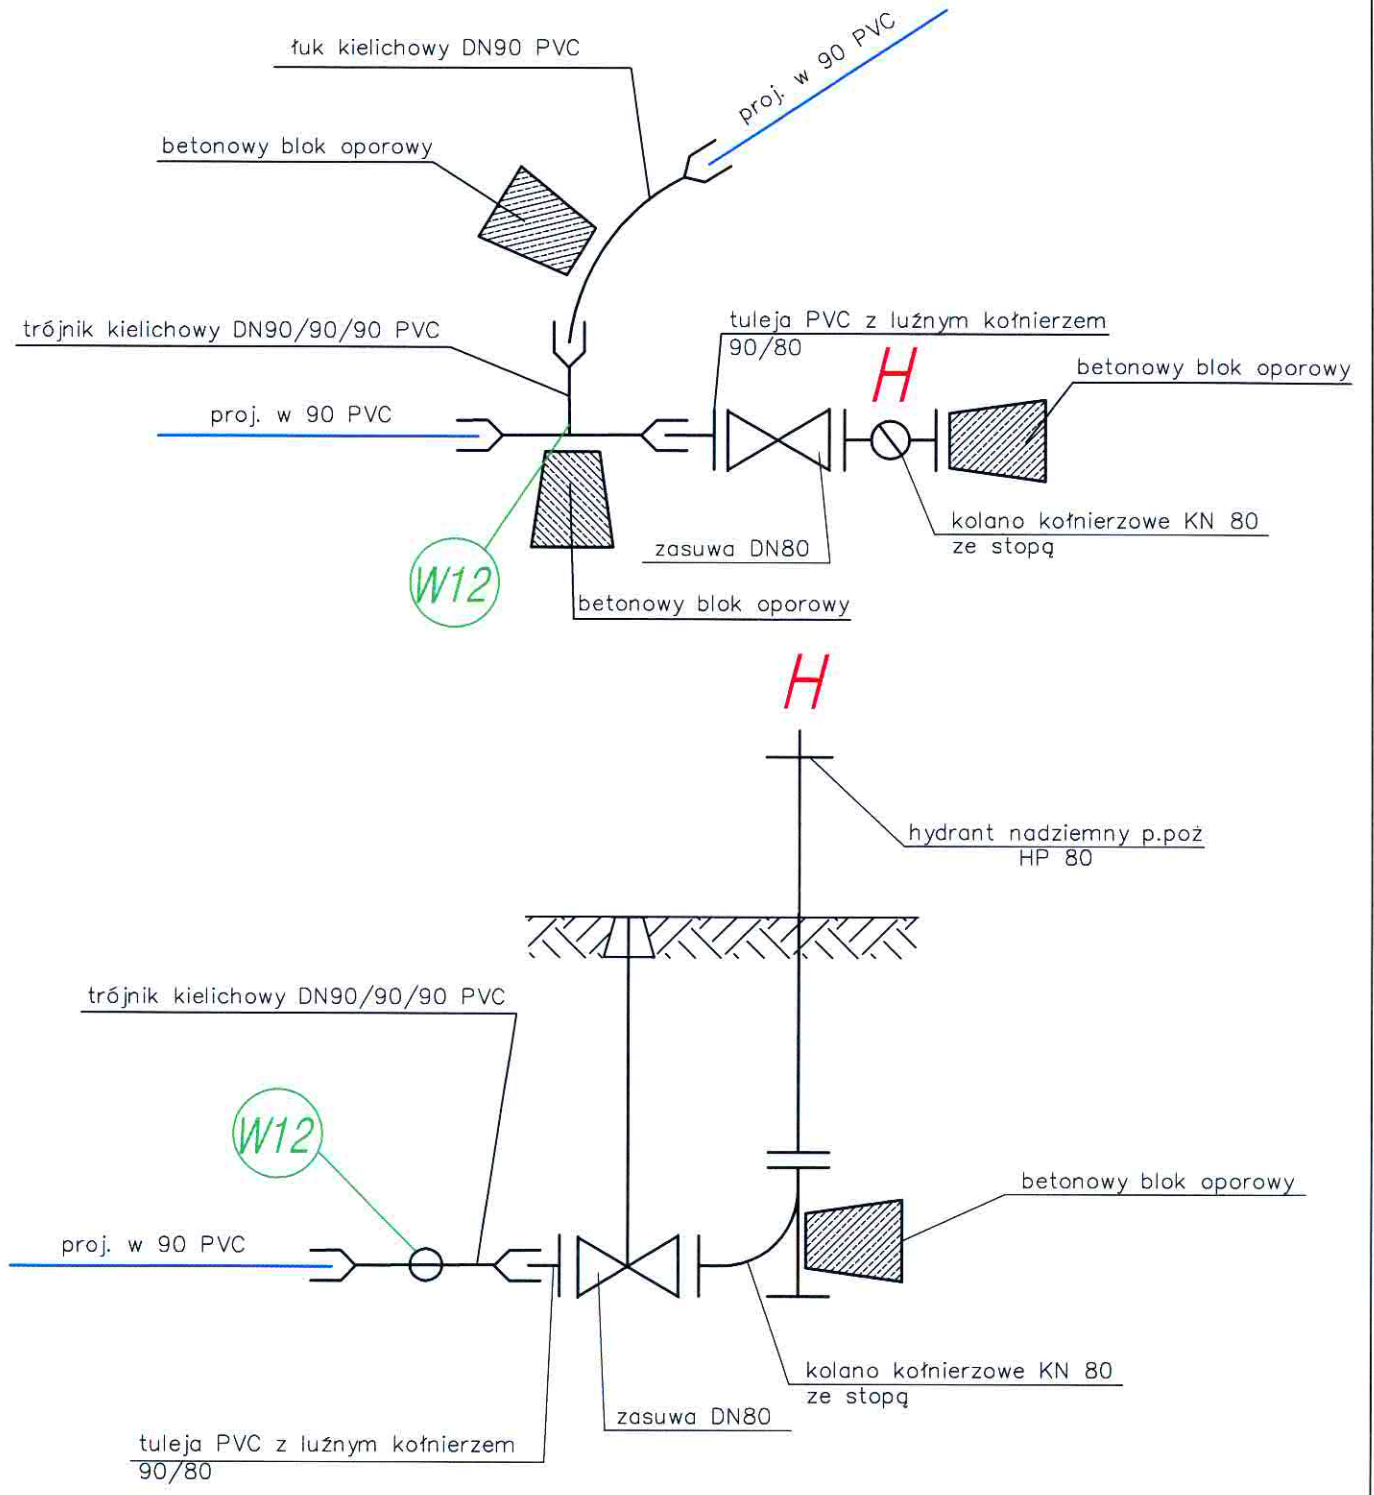 łuk kielichowy DN90 PVC
proj. w 90 PVC
betonowy blok oporowy
trójnik kielichowy DN90/90/90 PVC
tuleja PVC z luźnym kołnierzem
90/80
H
betonowy blok oporowy
proj. w 90 PVC
kolano kołnierzowe KN 80
ze stopą
zasuwa DN80
W12
betonowy blok oporowy
H
hydrant nadziemny p.poż
HP 80
trójnik kielichowy DN90/90/90 PVC
W12
betonowy blok oporowy
proj. w 90 PVC
kolano kołnierzowe KN 80
ze stopą
zasuwa DN80
tuleja PVC z luźnym kołnierzem
90/80